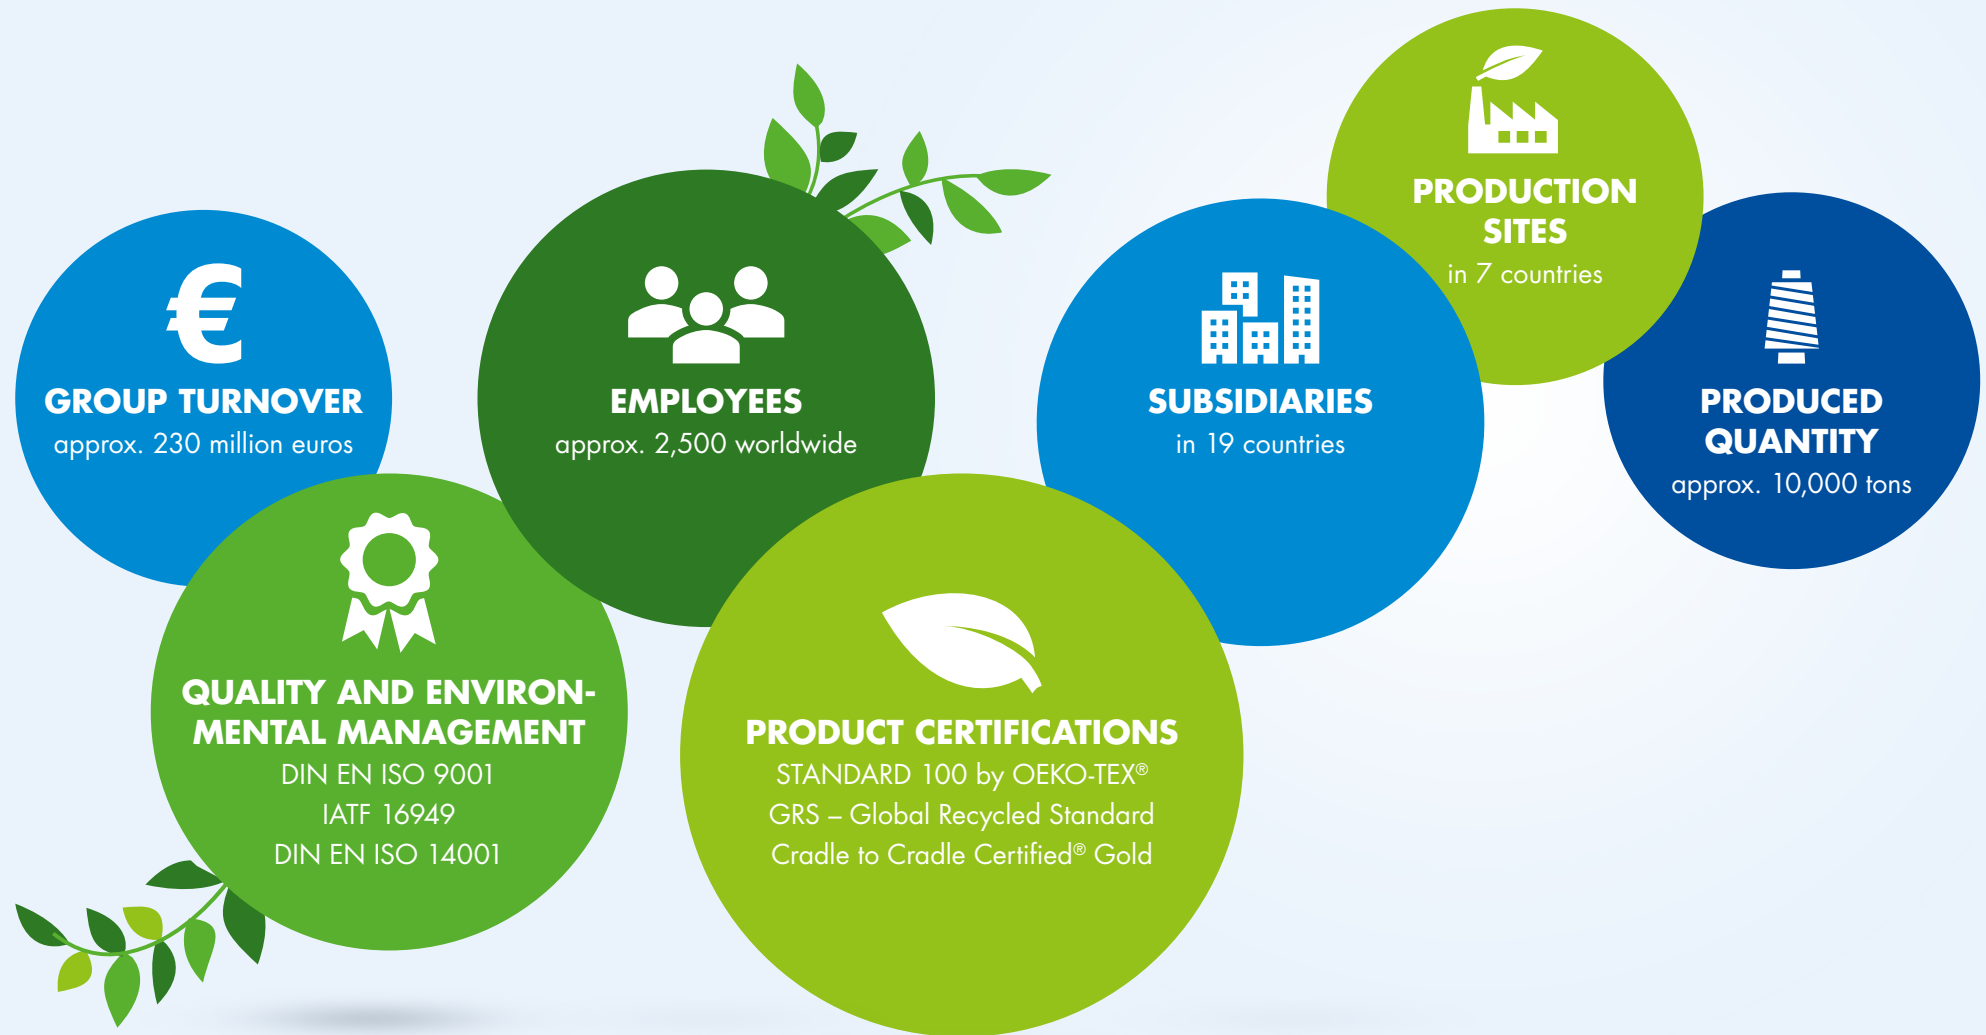 €
GROUP TURNOVER
approx. 230 million euros
EMPLOYEES
approx. 2,500 worldwide
SUBSIDIARIES
in 19 countries
PRODUCTION
SITES
in 7 countries
PRODUCED
QUANTITY
approx. 10,000 tons
QUALITY AND ENVIRON-
MENTAL MANAGEMENT
DIN EN ISO 9001
IATF 16949
DIN EN ISO 14001
PRODUCT CERTIFICATIONS
STANDARD 100 by OEKO-TEX®
GRS – Global Recycled Standard
Cradle to Cradle Certified® Gold